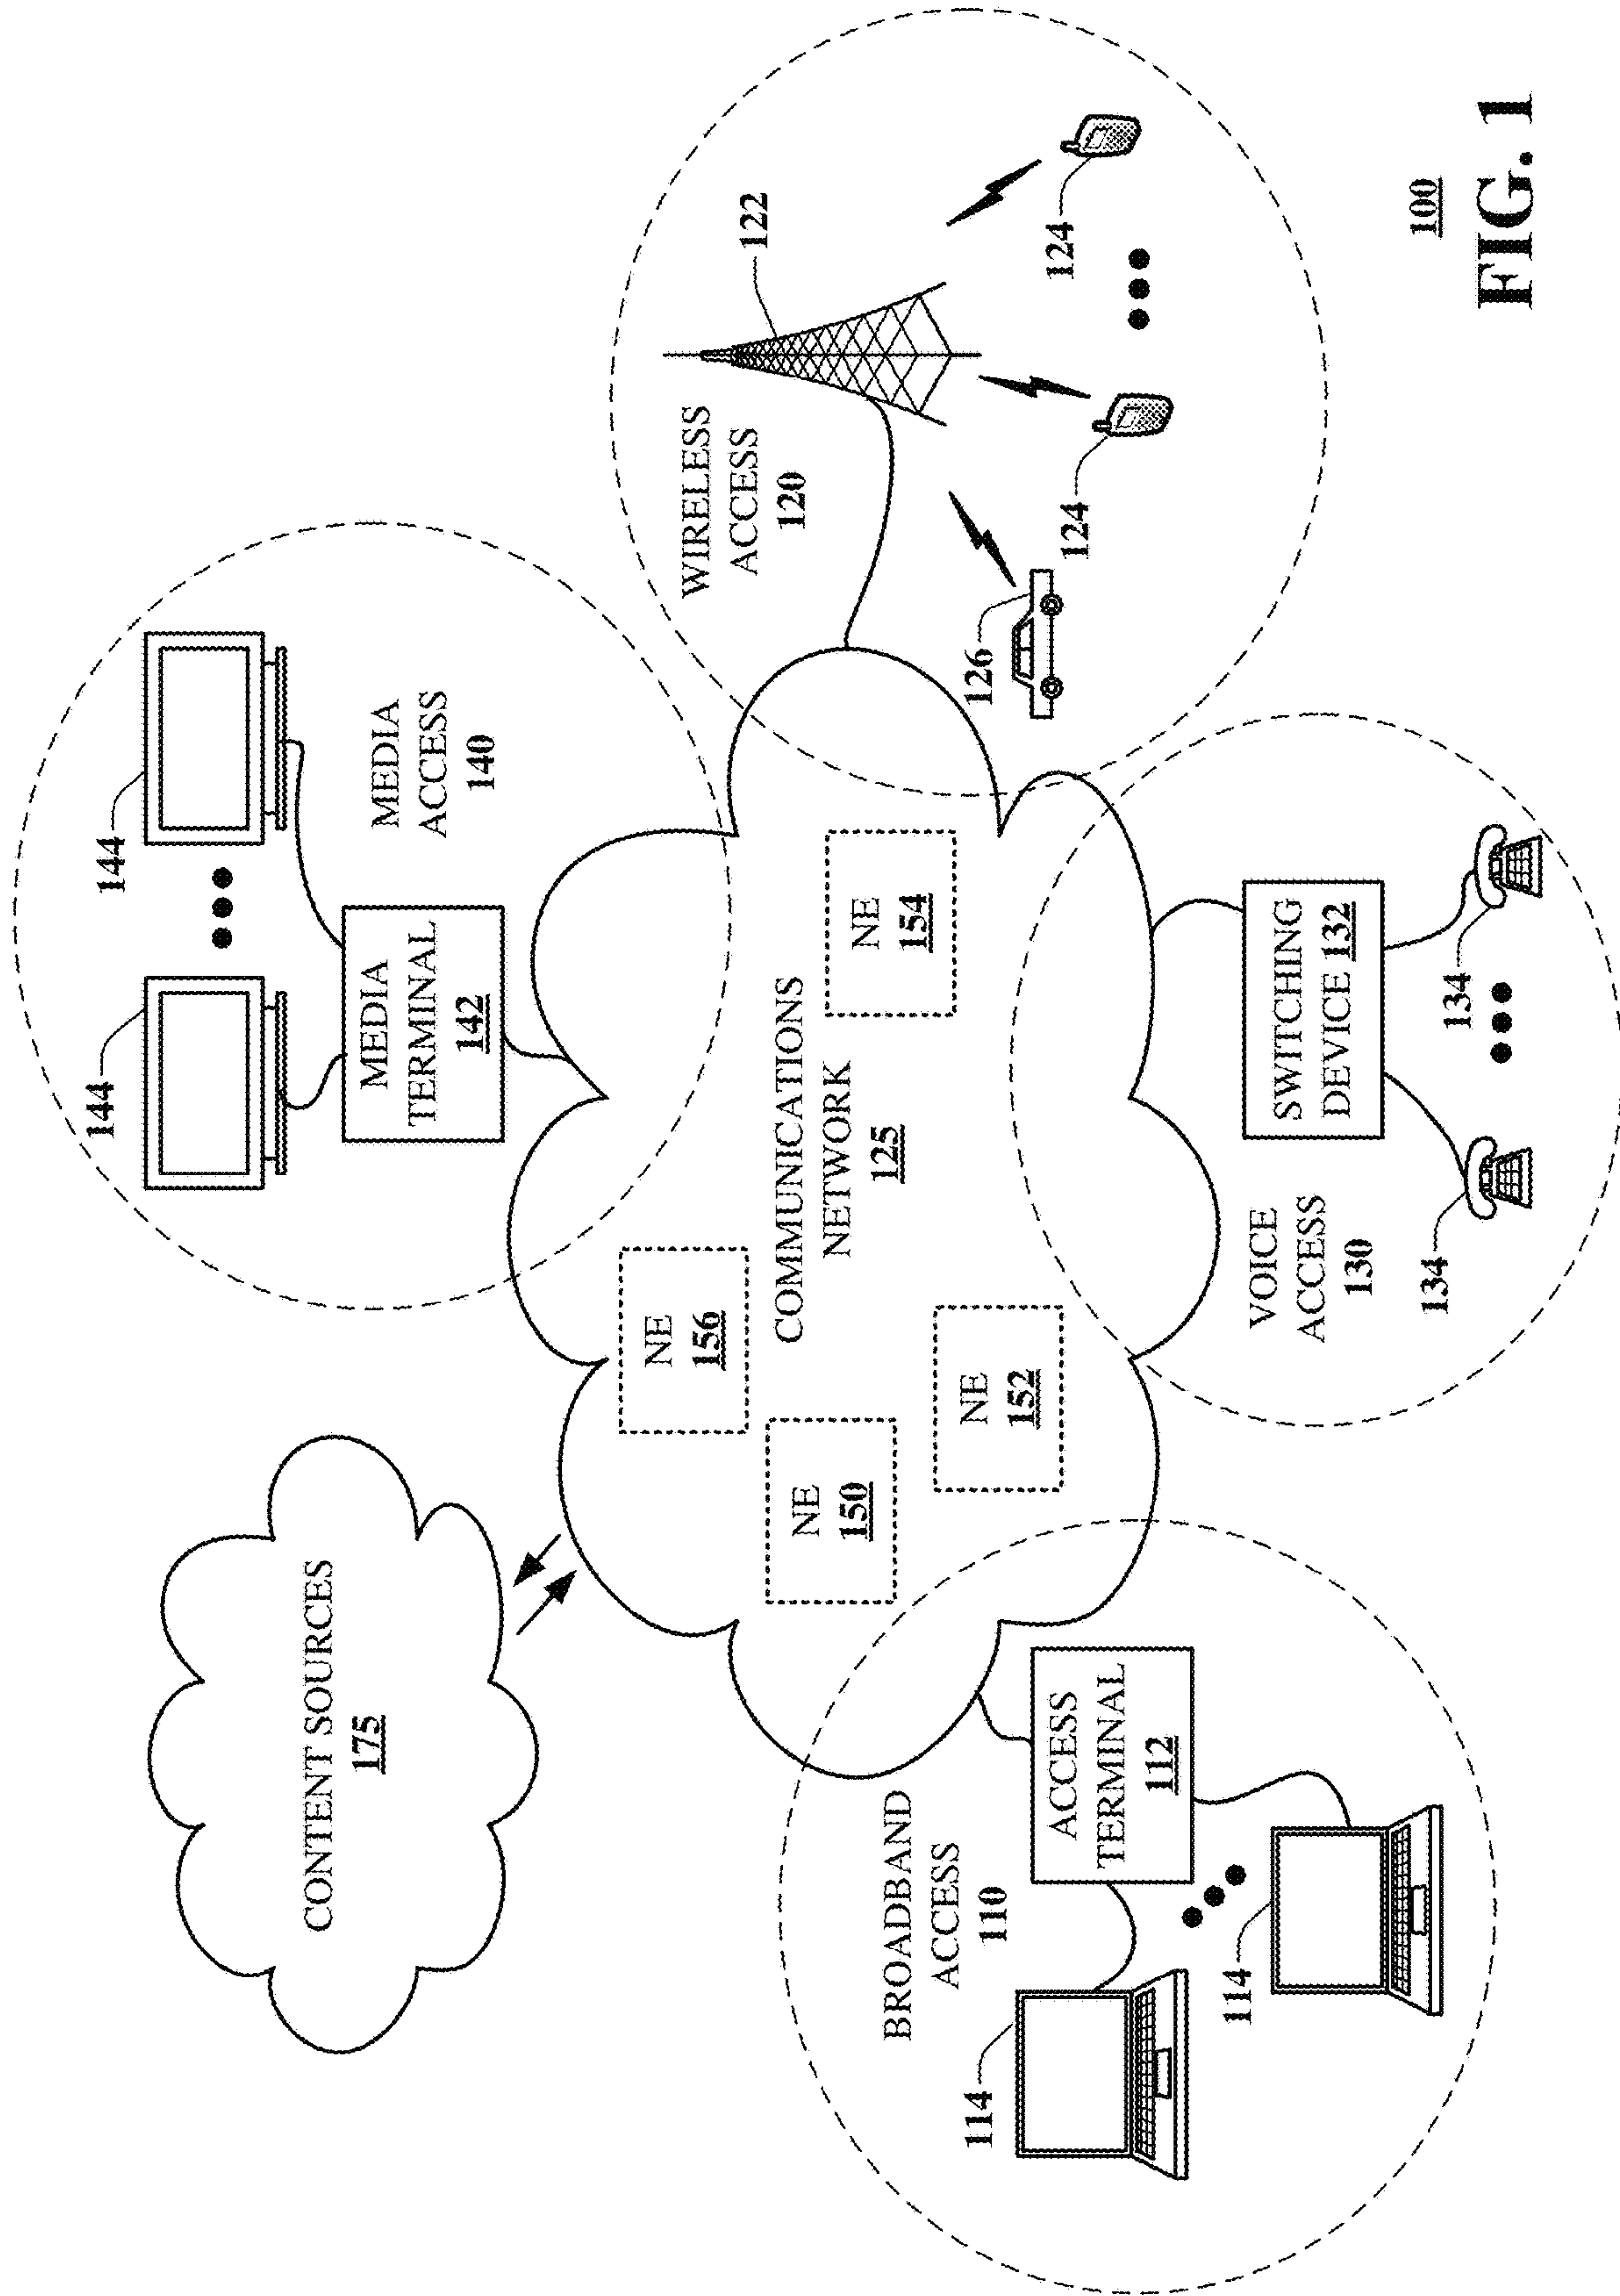 CONTENT SOURCES
175
144
144
MEDIA
TERMINAL
142
MEDIA
ACCESS
140
NE
156
NE
150
NE
152
COMMUNICATIONS
NETWORK
125
NE
154
WIRELESS
ACCESS
120
122
124
124
126
BROADBAND
ACCESS
110
ACCESS
TERMINAL
112
114
114
VOICE
ACCESS
130
SWITCHING
DEVICE 132
134
134
100
FIG. 1